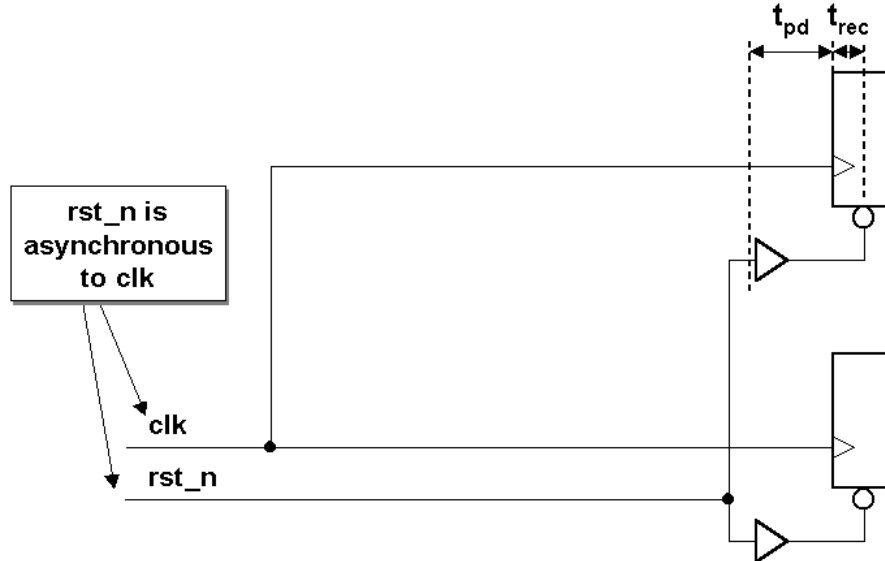 tpd trec
rst_n is
asynchronous
to clk
clk
rst_n